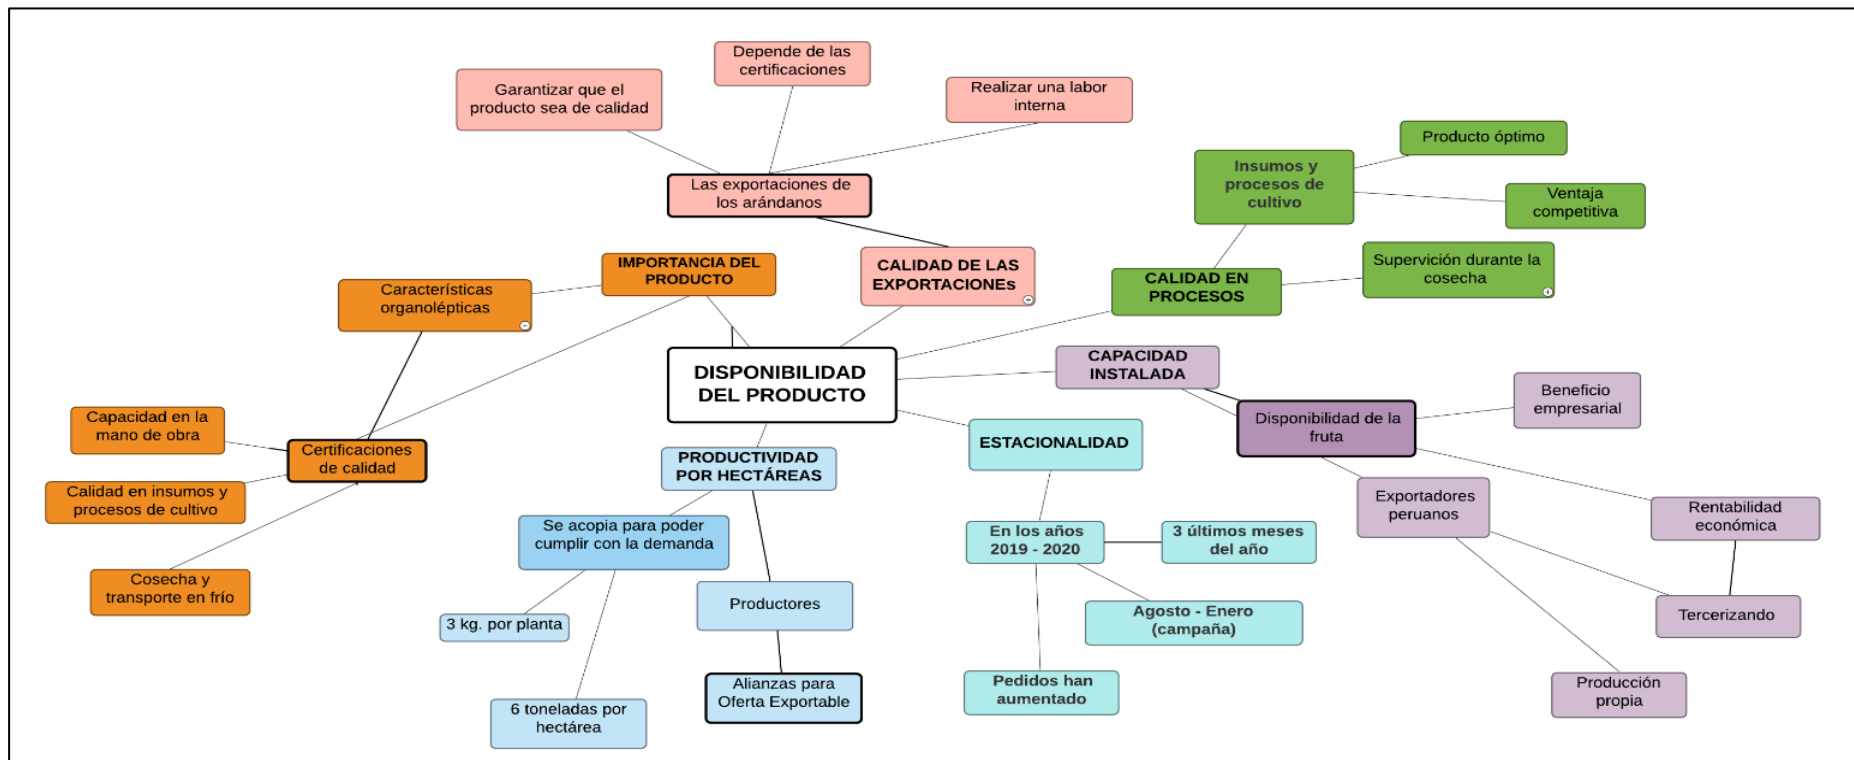 Depende de las
certificaciones
Garantizar que el
producto sea de calidad
Realizar una labor
interna
Las exportaciones de
los arándanos
CALIDAD DE LAS
EXPORTACIONEs
Producto óptimo
Insumos y
procesos de
cultivo
Ventaja
competitiva
Supervición durante la
cosecha
CALIDAD EN
PROCESOS
IMPORTANCIA DEL
PRODUCTO
Características
organolépticas
Capacidad en la
mano de obra
Certificaciones
de calidad
Calidad en insumos y
procesos de cultivo
Cosecha y
transporte en frío
DISPONIBILIDAD
DEL PRODUCTO
CAPACIDAD
INSTALADA
Disponibilidad de la
fruta
Beneficio
empresarial
Exportadores
peruanos
Rentabilidad
económica
Tercerizando
Producción
propia
ESTACIONALIDAD
En los años
2019 - 2020
3 últimos meses
del año
Agosto - Enero
(campaña)
Pedidos han
aumentado
PRODUCTIVIDAD
POR HECTÁREAS
Se acopia para poder
cumplir con la demanda
3 kg. por planta
6 toneladas por
hectárea
Productores
Alianzas para
Oferta Exportable